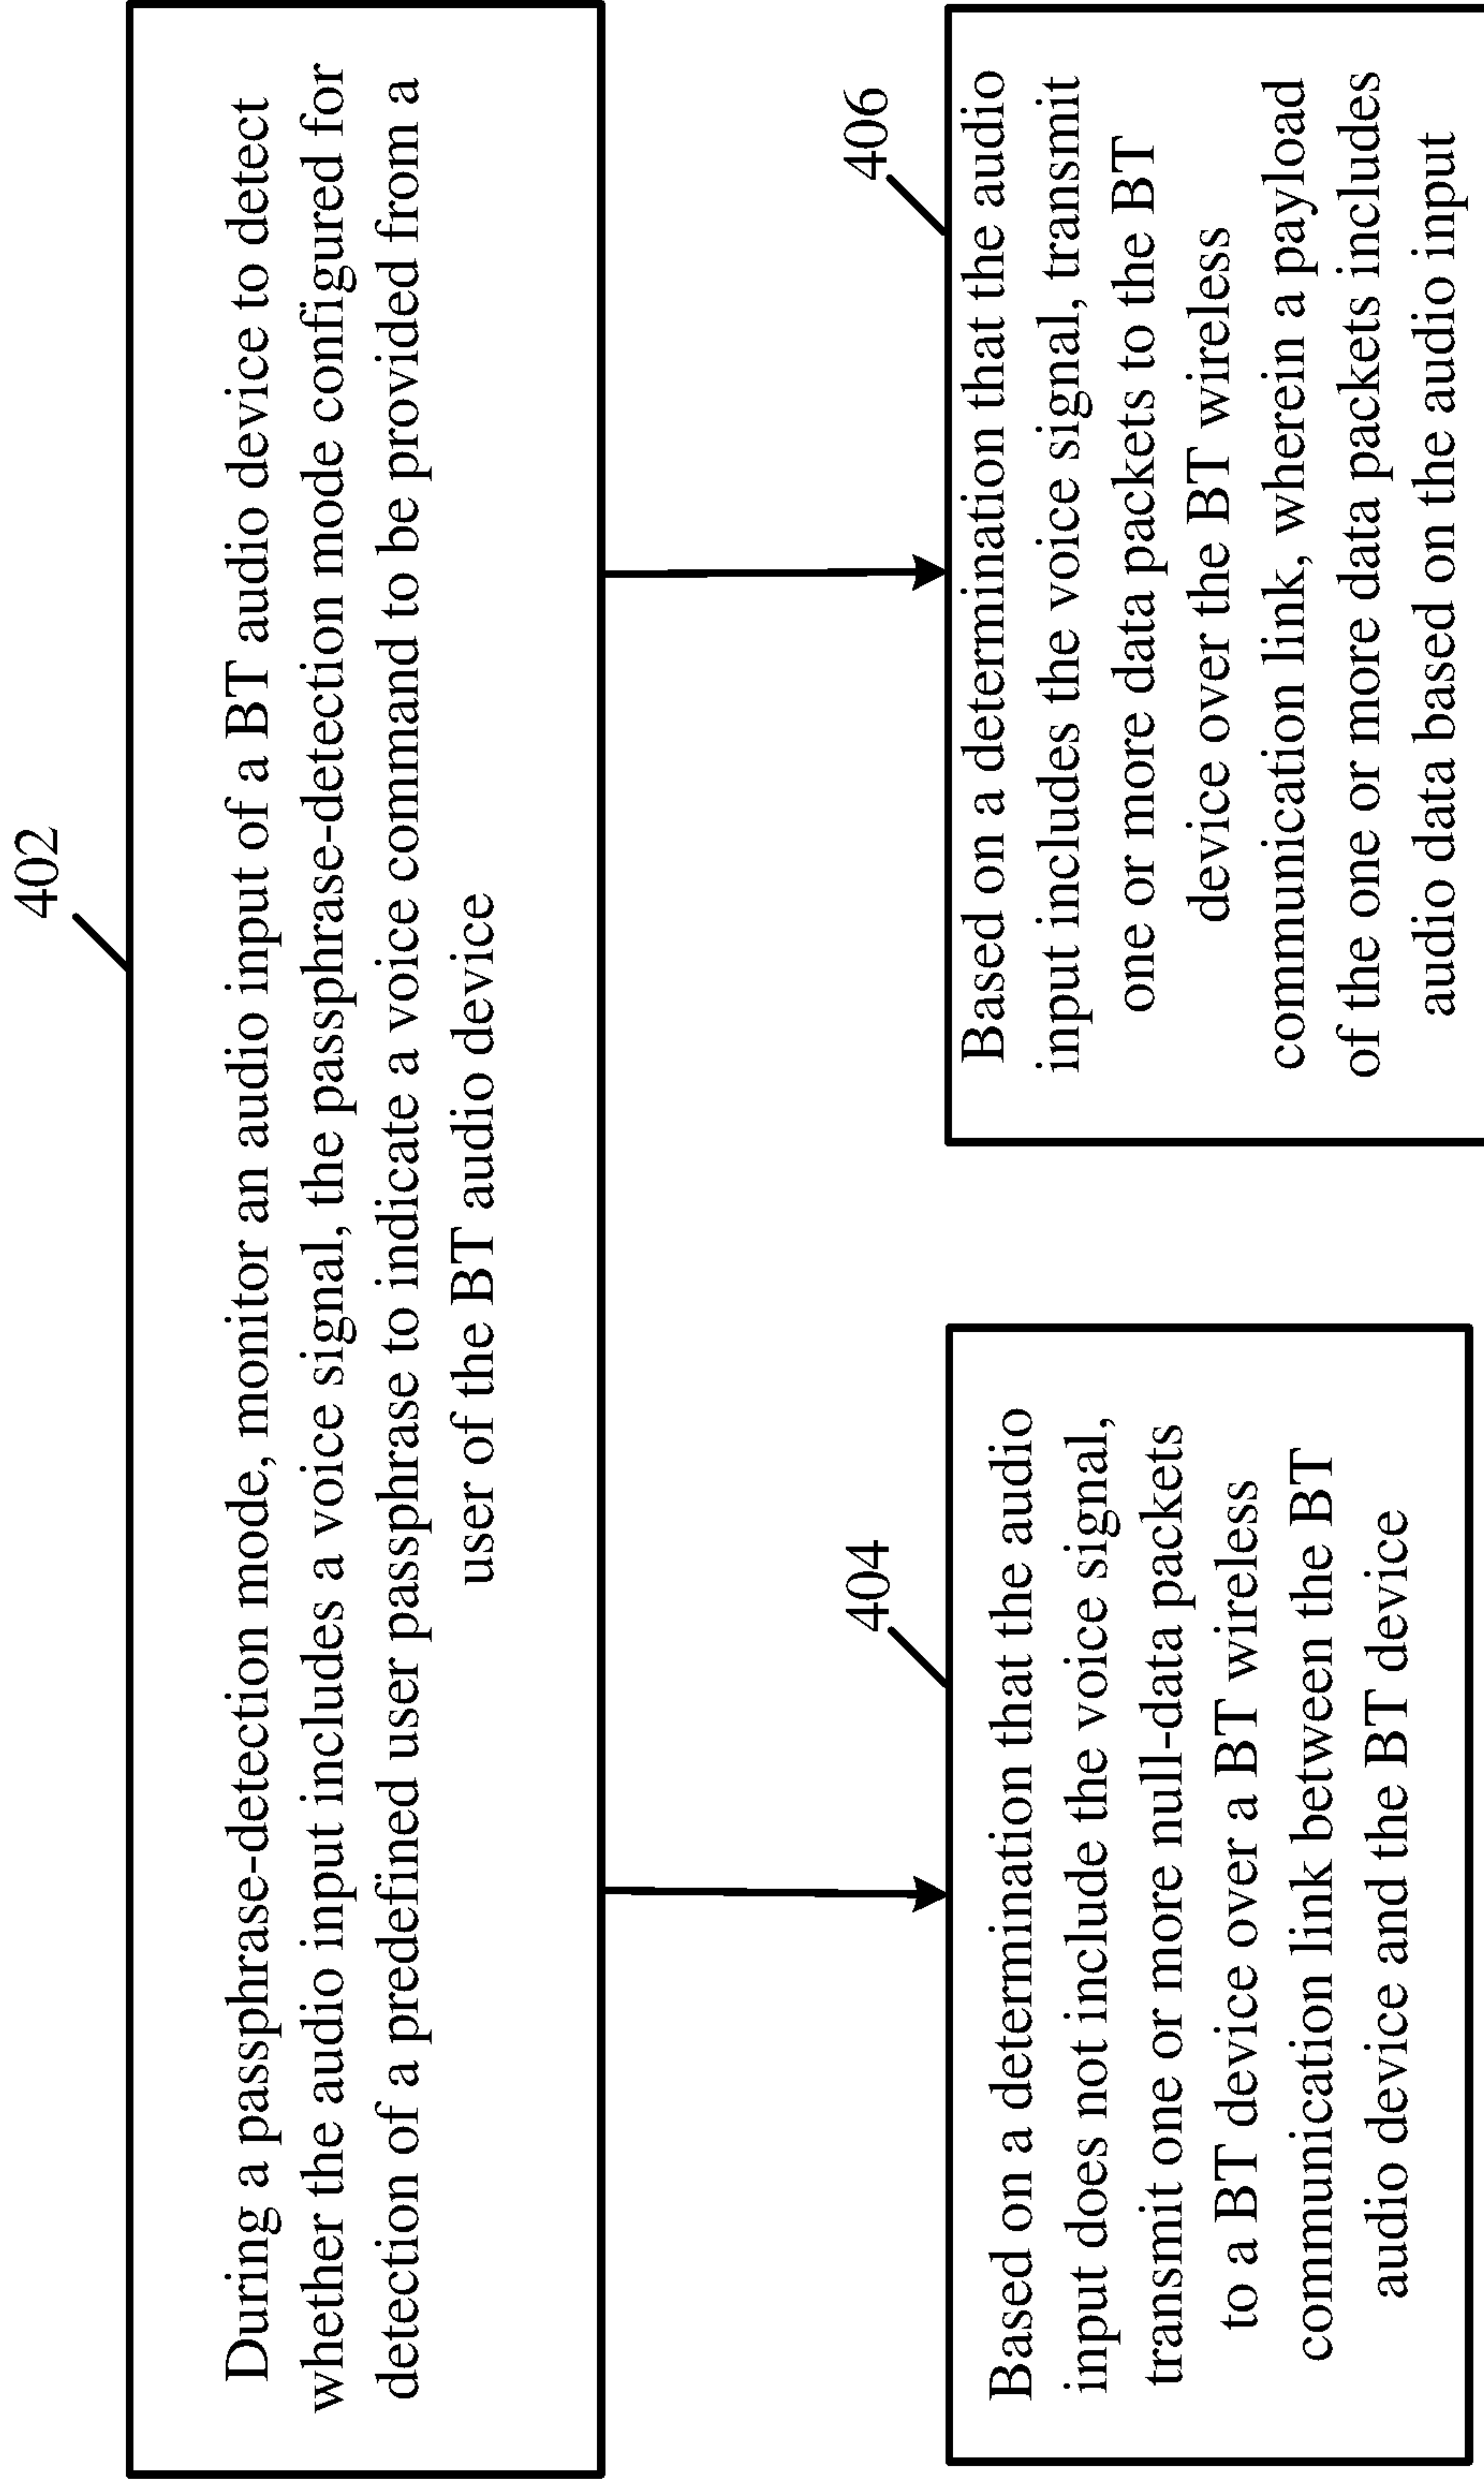 402
During a passphrase-detection mode, monitor an audio input of a BT audio device to detect
whether the audio input includes a voice signal, the passphrase-detection mode configured for
detection of a predefined user passphrase to indicate a voice command to be provided from a
user of the BT audio device
404
Based on a determination that the audio
input does not include the voice signal,
transmit one or more null-data packets
to a BT device over a BT wireless
communication link between the BT
audio device and the BT device
406
Based on a determination that the audio
input includes the voice signal, transmit
one or more data packets to the BT
device over the BT wireless
communication link, wherein a payload
of the one or more data packets includes
audio data based on the audio input